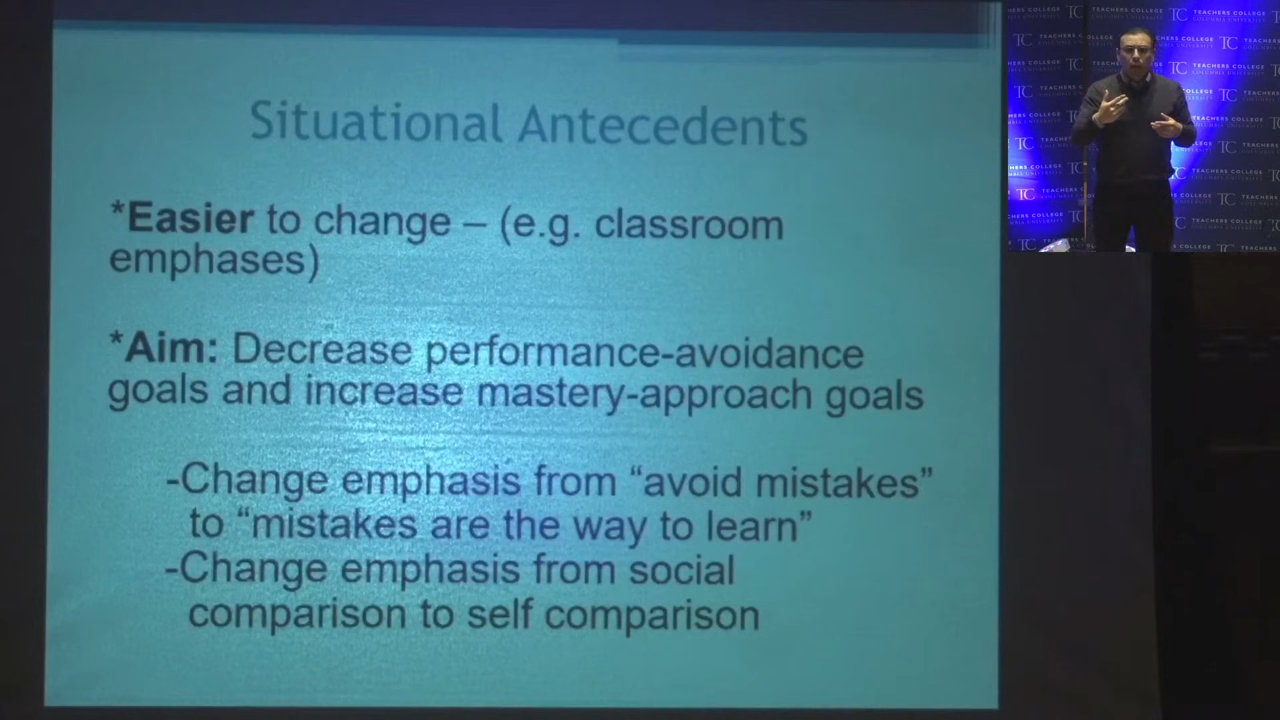 Situational Antecedents
*Easier to change – (e.g. classroom
emphases)
*Aim: Decrease performance-avoidance
goals and increase mastery-approach goals
-Change emphasis from “avoid mistakes”
to “mistakes are the way to learn”
-Change emphasis from social
comparison to self comparison
TC TEACHERS COLLEGE
COLUMBIA UNIVERSITY